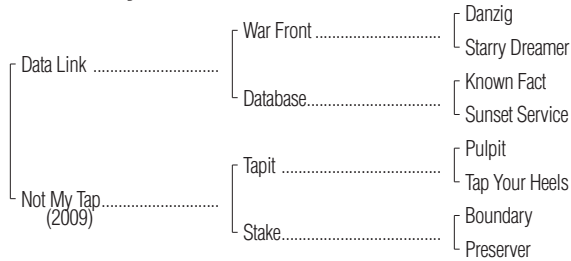 Danzig
War Front ................................
Starry Dreamer
Data Link ................................
Known Fact
Database................................
Sunset Service
Pulpit
Tapit ................................
Tap Your Heels
Not My Tap................................
(2009)
Boundary
Stake................................
Preserver